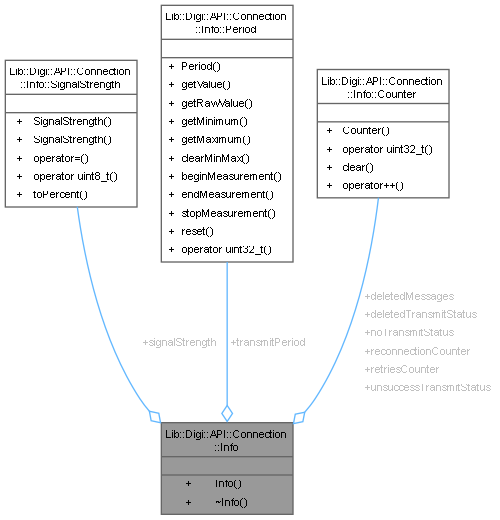 Lib::Digi::API::Connection
::Info::SignalStrength
+ SignalStrength()
+ SignalStrength()
+ operator=()
+ operator uint8_t()
+ toPercent()
Lib::Digi::API::Connection
::Info::Period
+ Period()
+ getValue()
+ getRawValue()
+ getMinimum()
+ getMaximum()
+ clearMinMax()
+ beginMeasurement()
+ endMeasurement()
+ stopMeasurement()
+ reset()
+ operator uint32_t()
Lib::Digi::API::Connection
::Info::Counter
+ Counter()
+ operator uint32_t()
+ clear()
+ operator++()
+signalStrength
+transmitPeriod
+deletedMessages
+deletedTransmitStatus
+noTransmitStatus
+reconnectionCounter
+retriesCounter
+unsuccessTransmitStatus
Lib::Digi::API::Connection
::Info
+ Info()
+ ~Info()